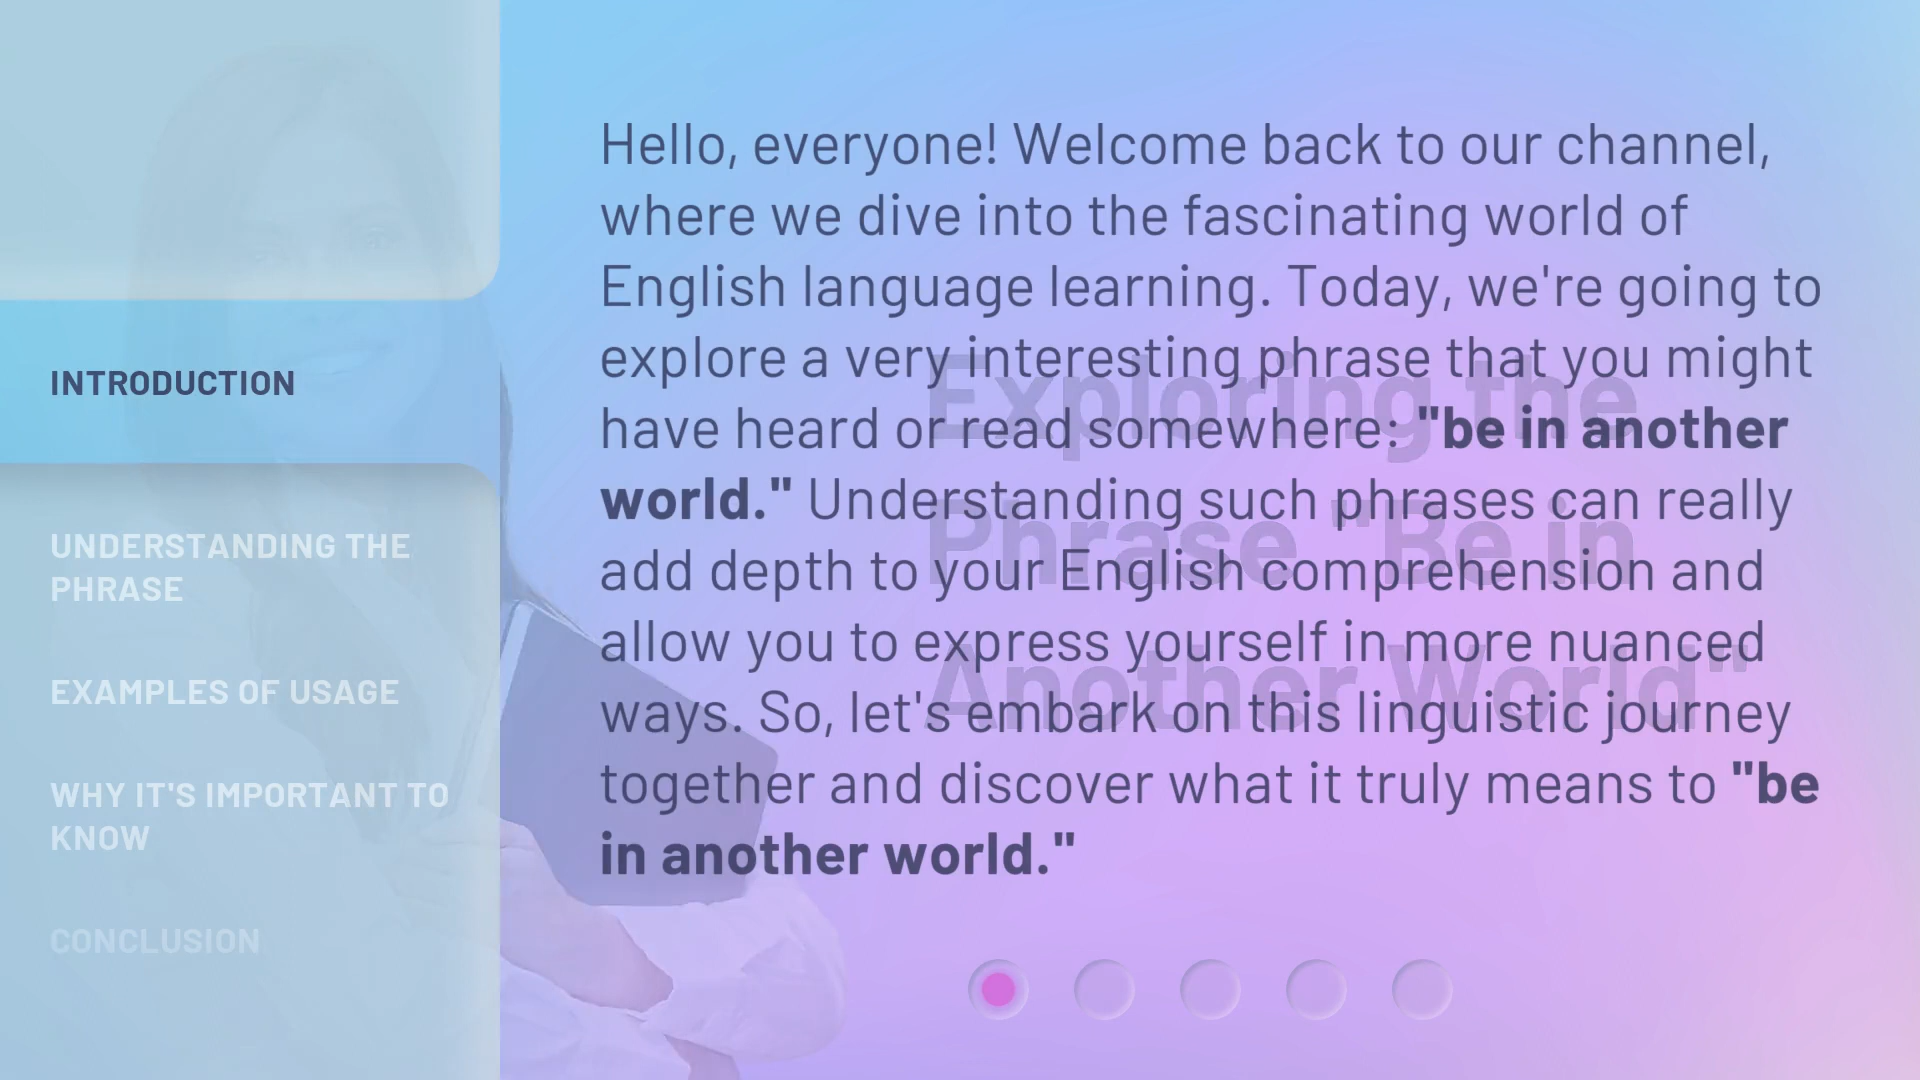 INTRODUCTION
UNDERSTANDING THE
PHRASE
EXAMPLES OF USAGE
WHY IT'S IMPORTANT TO
KNOW
CONCLUSION
Hello, everyone! Welcome back to our channel,
where we dive into the fascinating world of
English language learning. Today, we're going to
explore a very interesting phrase that you might
have heard or read somewhere: "be in another
world." Understanding such phrases can really
add depth to your English comprehension and
allow you to express yourself in more nuanced
ways. So, let's embark on this linguistic journey
together and discover what it truly means to "be
in another world."
Exploring the
Phrase "Be in
Another World"